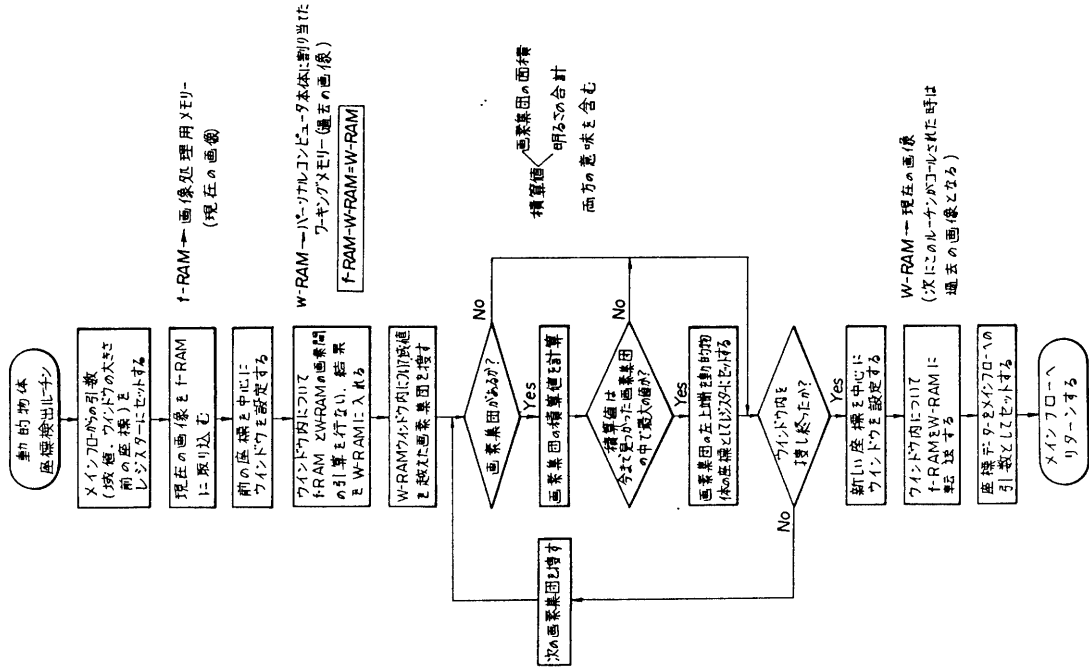 動的物体
座標検出ルーチン
メインフローからの引数
(域値、ウインドウの大きさ
前の座標)を
レジスターにセットする
現在の画像をf-RAM
に取り込む
f-RAM←画像処理用メモリー
(現在の画像)
前の座標を中心に
ウインドウを設定する
ウインドウ内について
f-RAMとW-RAMの画素間
の引算を行ない、結果
をW-RAMに入れる
W-RAM←パーソナルコンピュータ本体に割り当てた
ワーキングメモリー(過去の画像)
f-RAM-W-RAM=W-RAM
W-RAMウインドウ内について域値
を越えた画素集団を捜す
画素集団があるか?
No
Yes
画素集団の積算値を計算
積算値
画素集団の面積
明るさの合計
両方の意味を含む
積算値は
今まで見つかった画素集団
の中で最大の値か?
No
Yes
画素集団の左上端を動的物
体の座標としてレジスターにセットする
ウインドウ内を
捜し終ったか?
No
Yes
次の画素集団を捜す
新しい座標を中心に
ウインドウを設定する
ウインドウ内について
f-RAMをW-RAMに
転送する
W-RAM←現在の画像
(次にこのルーチンがコールされた時は
過去の画像となる)
座標データーをメインフローへの
引数としてセットする
メインフローへ
リターンする